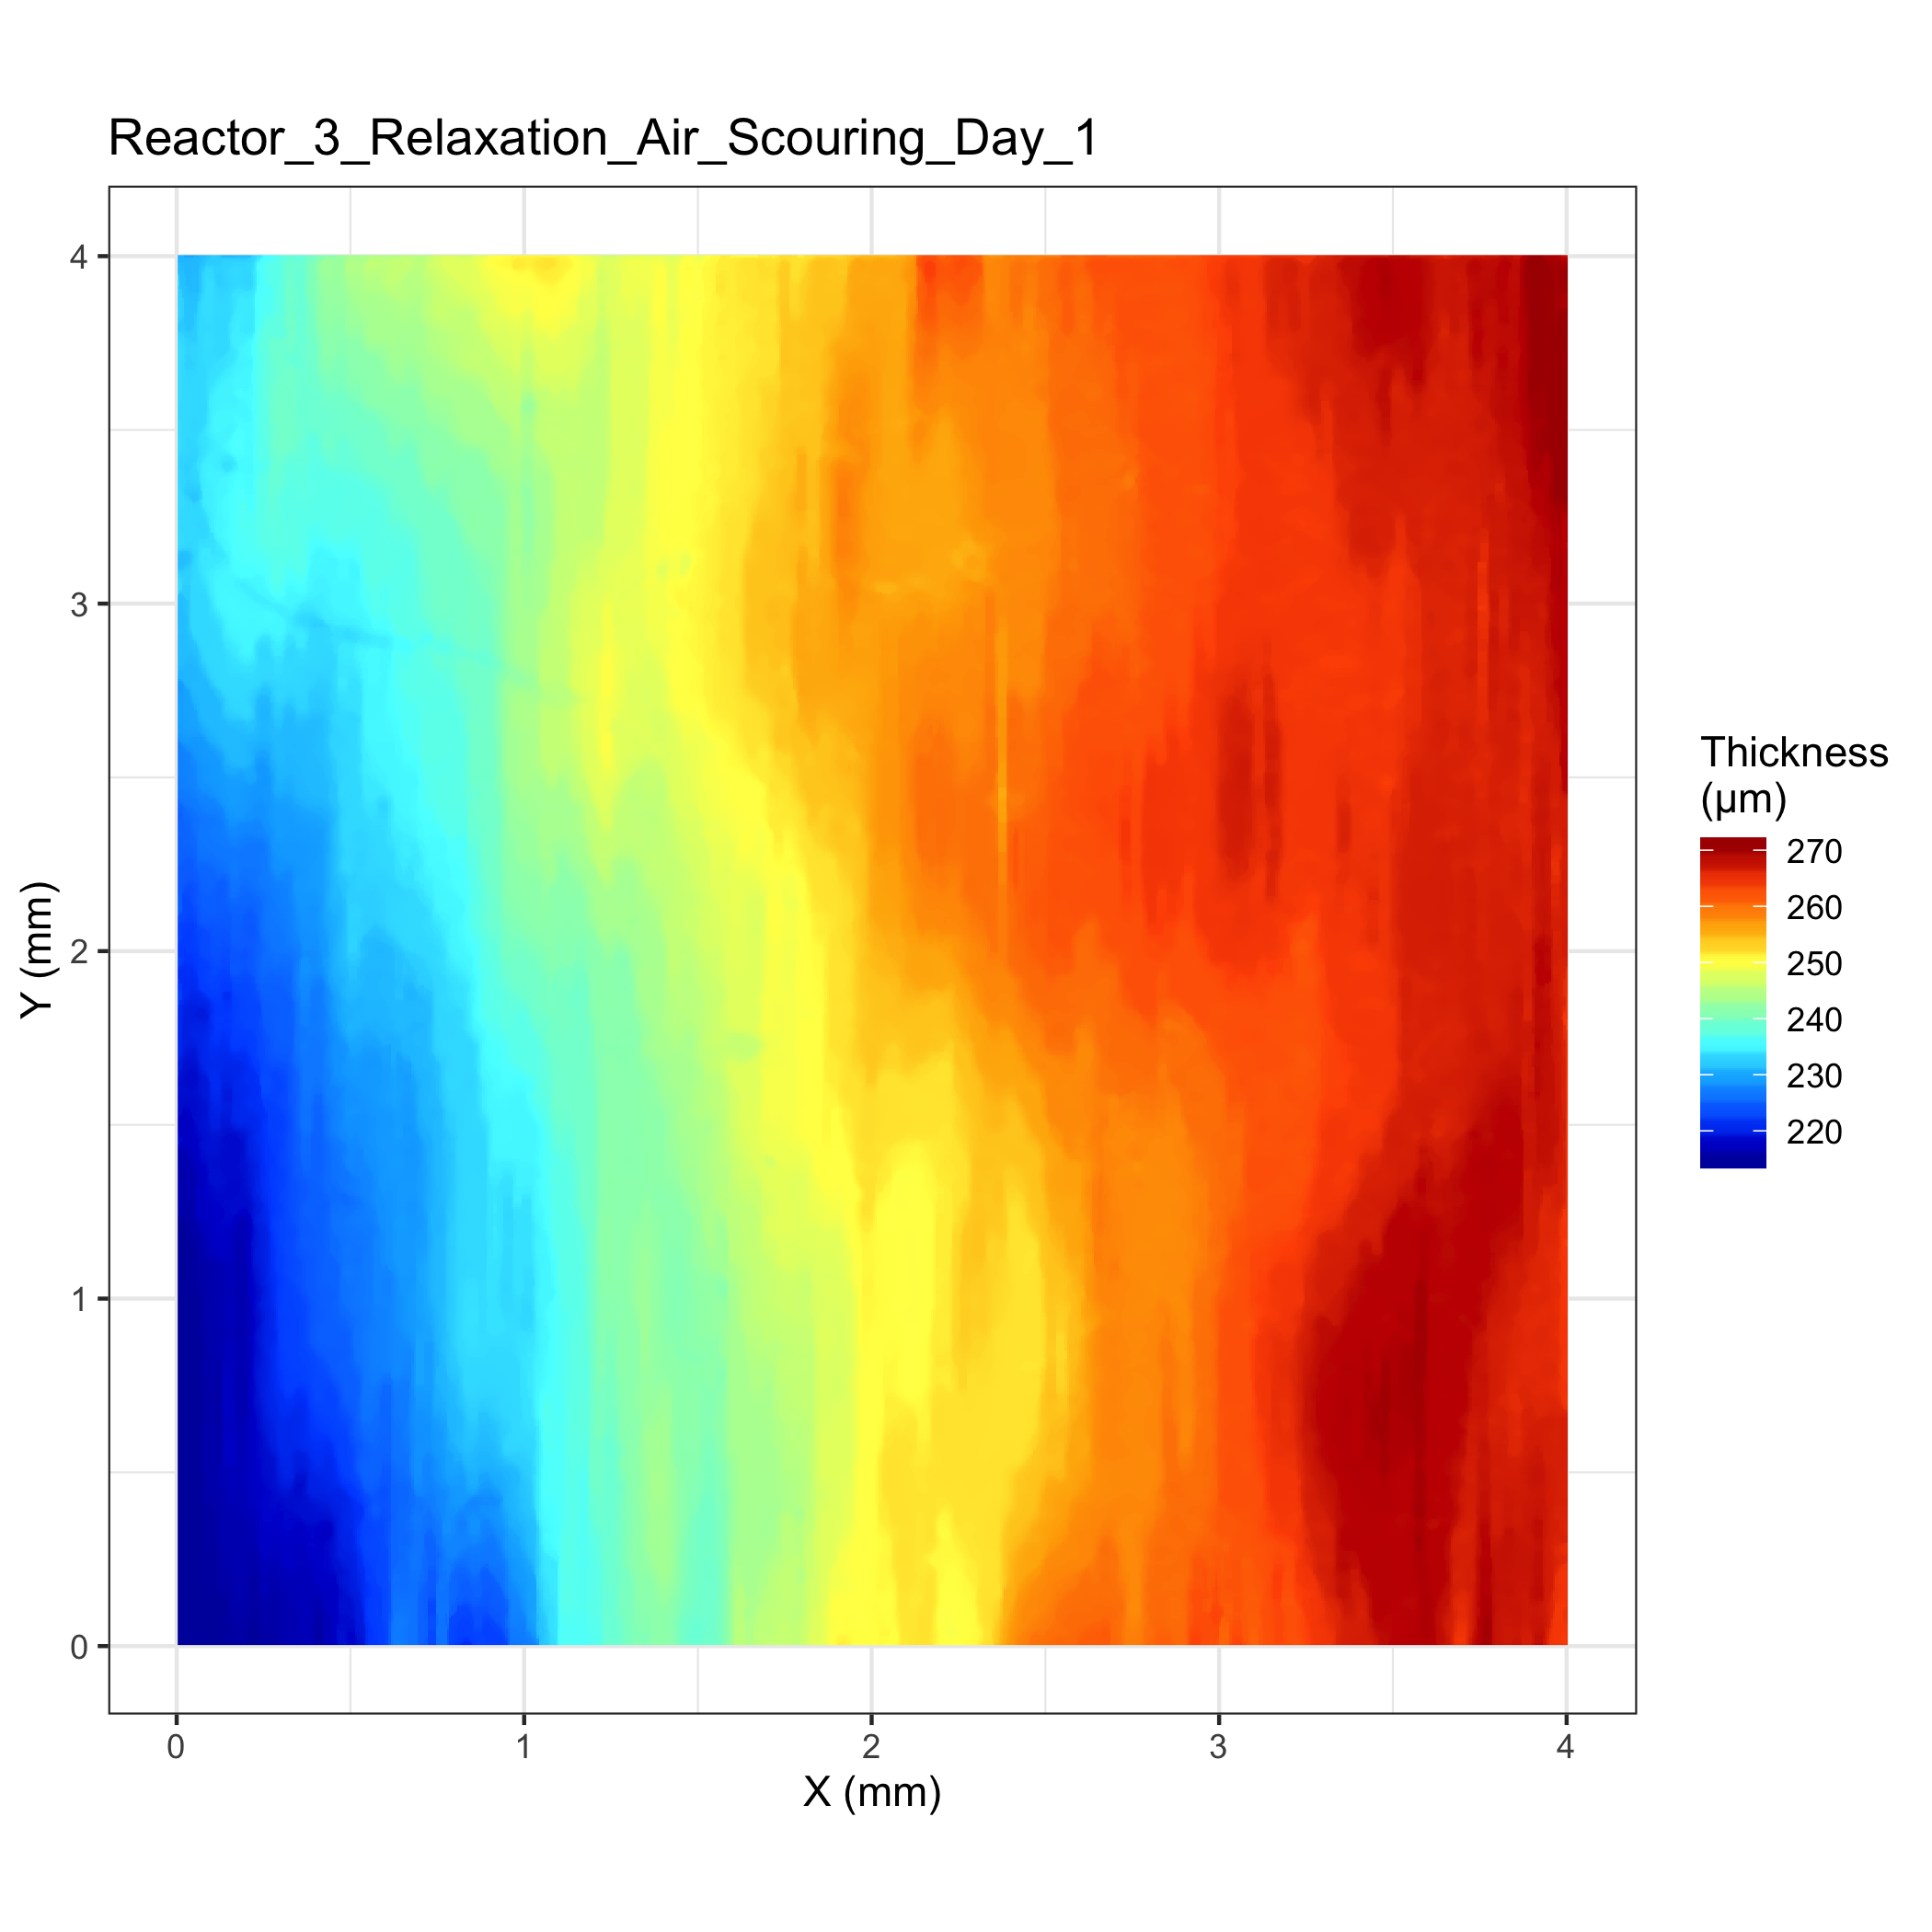 Reactor_3_Relaxation_Air_Scouring_Day_1
4
3
2
1
0
Y (mm)
0 1 2 3 4
X (mm)
Thickness
(µm)
270
260
250
240
230
220